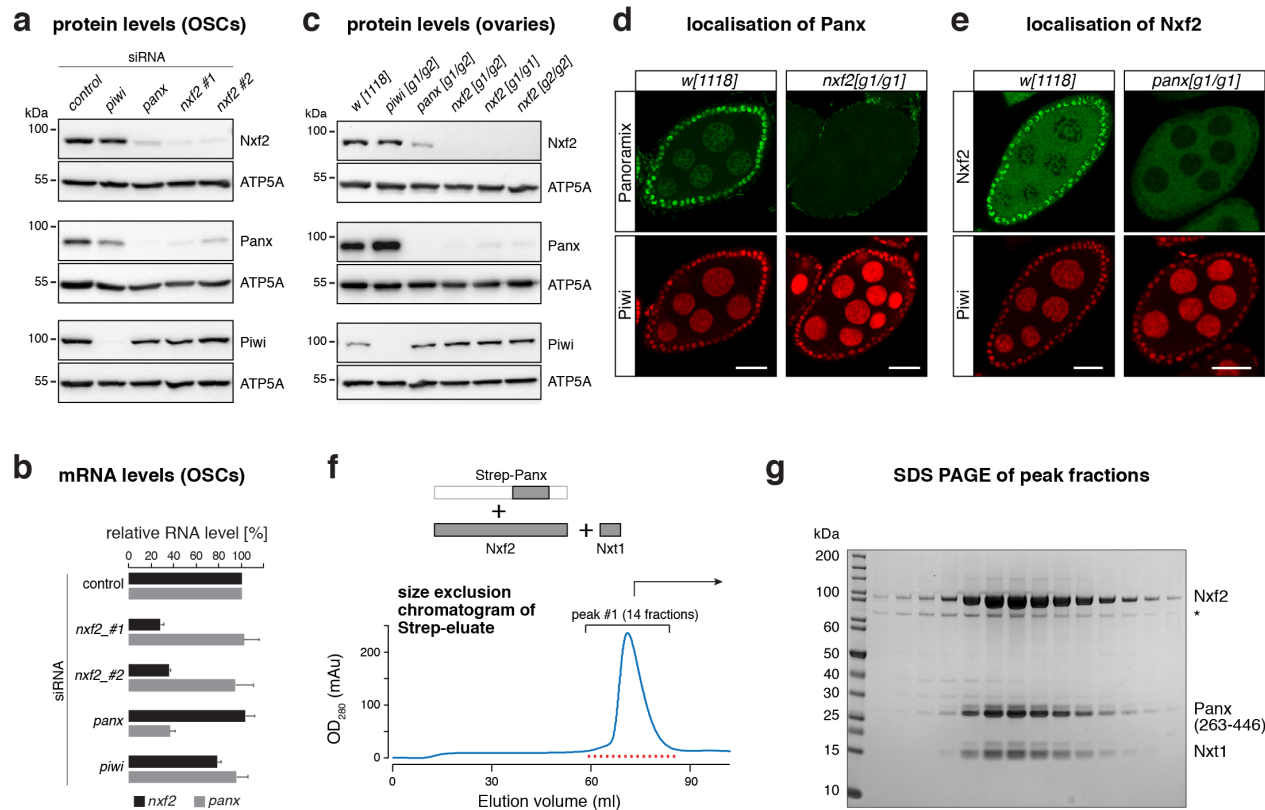 a protein levels (OSCs)
siRNA
control piwi panx nxf2 #1 nxf2 #2
kDa
100
Nxf2
55
ATP5A
100
Panx
55
ATP5A
100
Piwi
55
ATP5A
b mRNA levels (OSCs)
relative RNA level [%]
0 20 40 60 80 100
siRNA
control
nxf2_#1
nxf2_#2
panx
piwi
nxf2 panx
c protein levels (ovaries)
w [1118] piwi [g1/g2] panx [g1/g2] nxf2 [g1/g2] nxf2 [g1/g1] nxf2 [g2/g2]
kDa
100
Nxf2
55
ATP5A
100
Panx
55
ATP5A
100
Piwi
55
ATP5A
d localisation of Panx
w[1118] nxf2[g1/g1]
Panoramix
Piwi
e localisation of Nxf2
w[1118] panx[g1/g1]
Nxf2
Piwi
f
Strep-Panx
+
+
Nxf2 Nxt1
size exclusion
chromatogram of
Strep-eluate
peak #1 (14 fractions)
OD280 (mAu)
200
100
0
0 30 60 90
Elution volume (ml)
g SDS PAGE of peak fractions
kDa
200
100
60
50
40
30
25
20
15
10
Nxf2
*
Panx
(263-446)
Nxt1